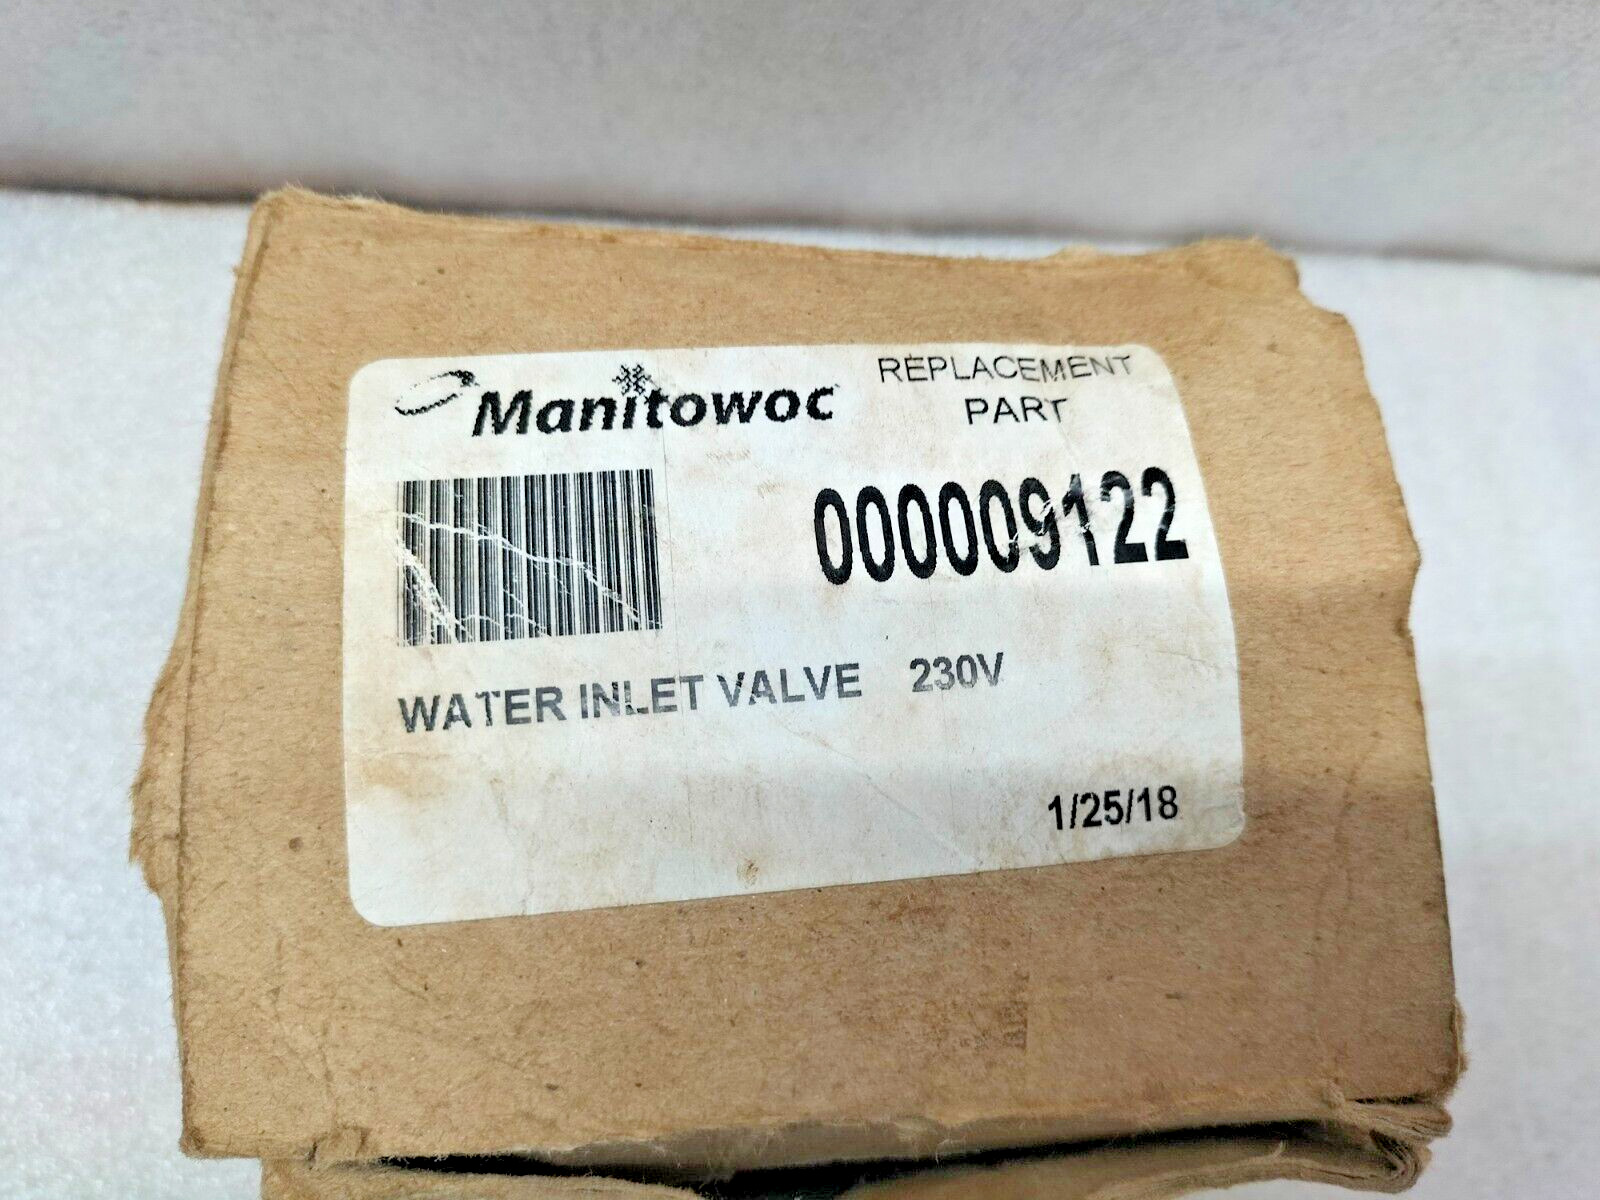 Manitowoc
REPLACEMENT
PART
000009122
WATER INLET VALVE 230V
1/25/18